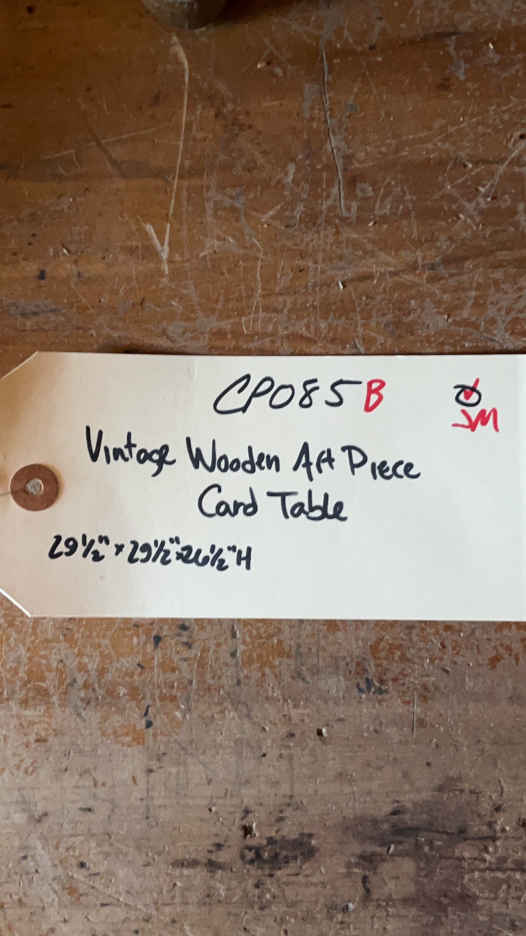 CP085B
JM
Vintage Wooden Art Piece
Card Table
29½" x 29½" x 26½"H